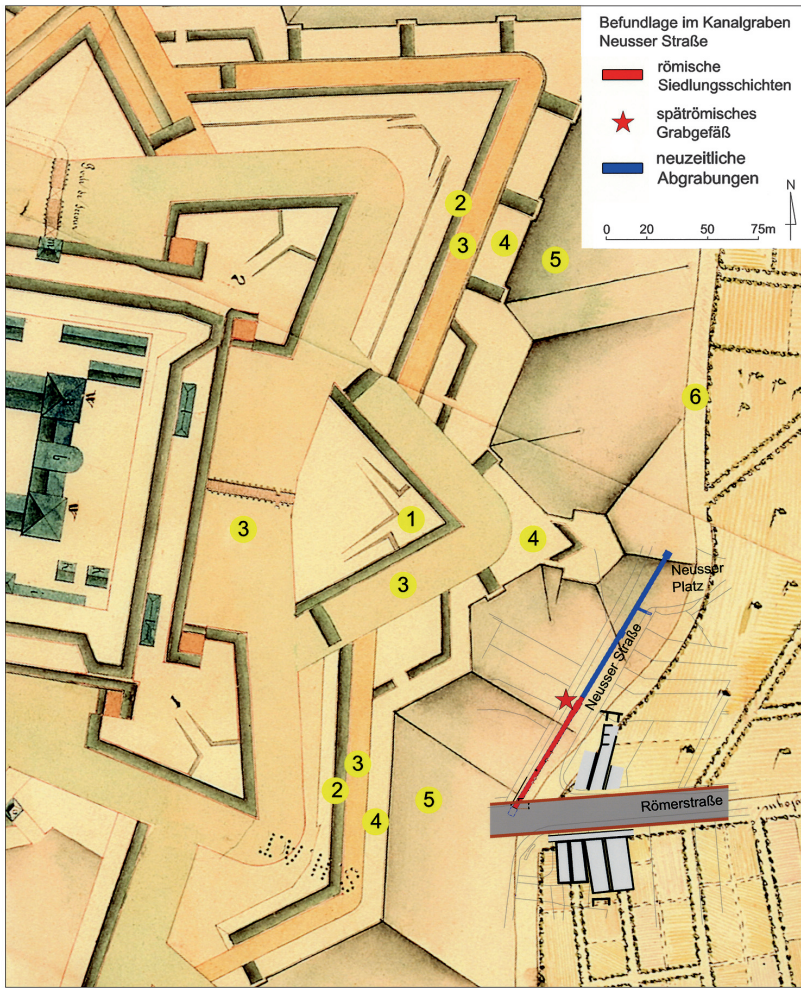 Befundlage im Kanalgraben
Neusser Straße
römische
Siedlungsschichten
spätrömisches
Grabgefäß
neuzeitliche
Abgrabungen
N
0 30 50 75m
2
3
4
5
6
1
3
4
3
Neusser
Platz
Neusser Straße
3
2
4
5
Römerstraße